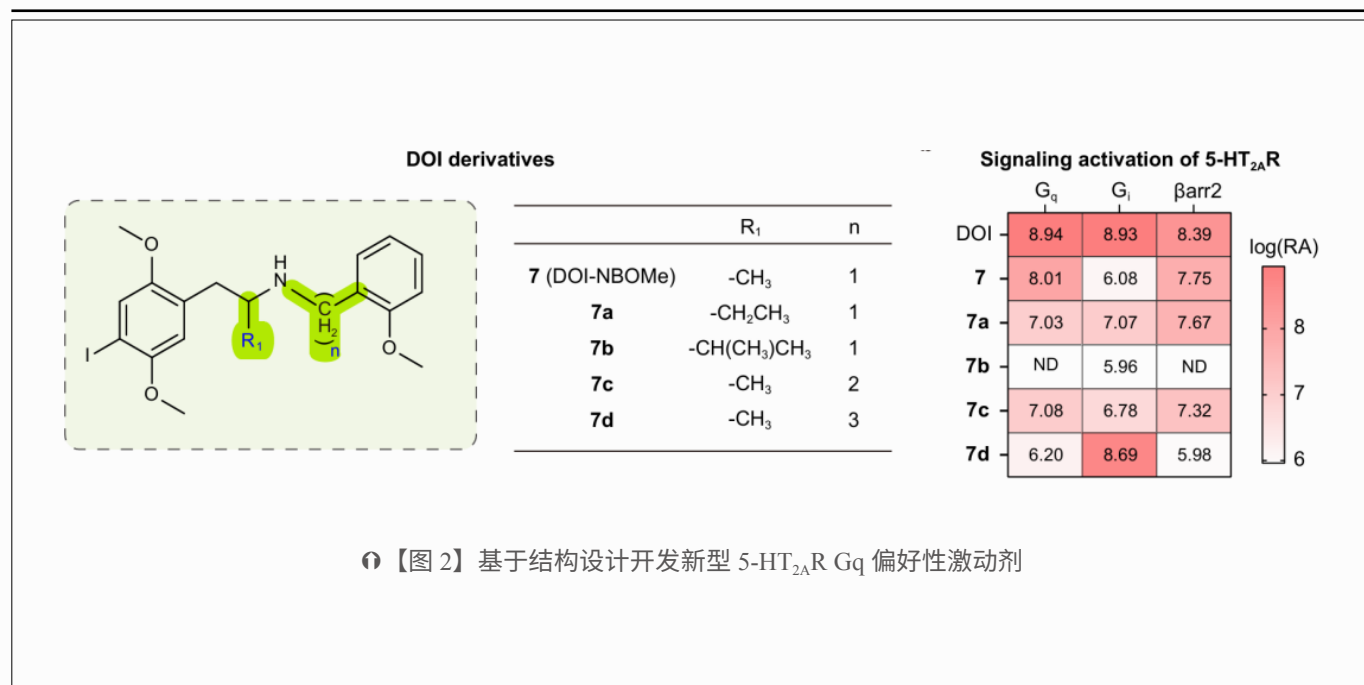 DOI derivatives
O
O
I
H
N
R₁
C
H₂
n
O
R₁ n
7 (DOI-NBOMe) -CH₃ 1
7a -CH₂CH₃ 1
7b -CH(CH₃)CH₃ 1
7c -CH₃ 2
7d -CH₃ 3
Signaling activation of 5-HT₂ₐR
Gq Gᵢ βarr2
DOI 8.94 8.93 8.39
7 8.01 6.08 7.75
7a 7.03 7.07 7.67
7b ND 5.96 ND
7c 7.08 6.78 7.32
7d 6.20 8.69 5.98
log(RA)
8
7
6
【图 2】基于结构设计开发新型 5-HT₂ₐR Gq 偏好性激动剂